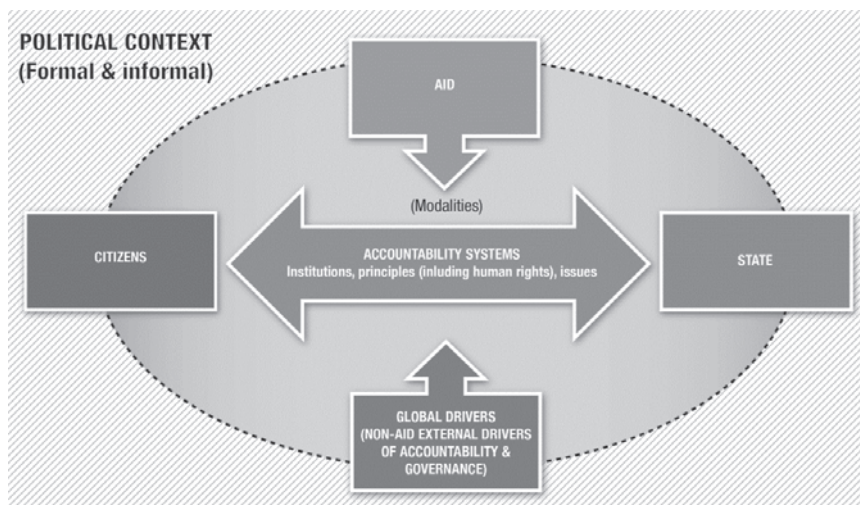 POLITICAL CONTEXT
(Formal & informal)
AID
(Modalities)
CITIZENS
ACCOUNTABILITY SYSTEMS
Institutions, principles (inluding human rights), issues
STATE
GLOBAL DRIVERS
(NON-AID EXTERNAL DRIVERS
OF ACCOUNTABILITY &
GOVERNANCE)